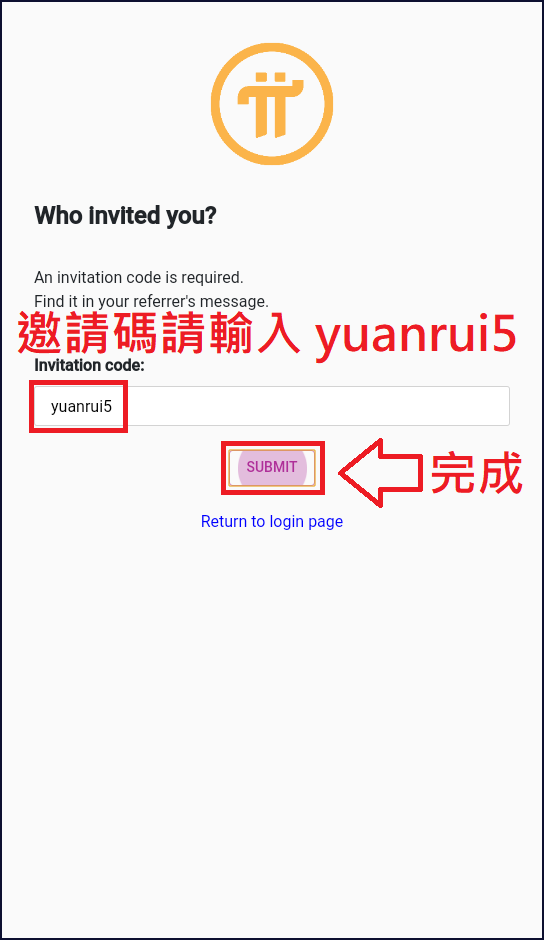 Who invited you?
An invitation code is required.
Find it in your referrer's message.
邀請碼請輸入 yuanrui5
Invitation code:
yuanrui5
SUBMIT
完成
Return to login page